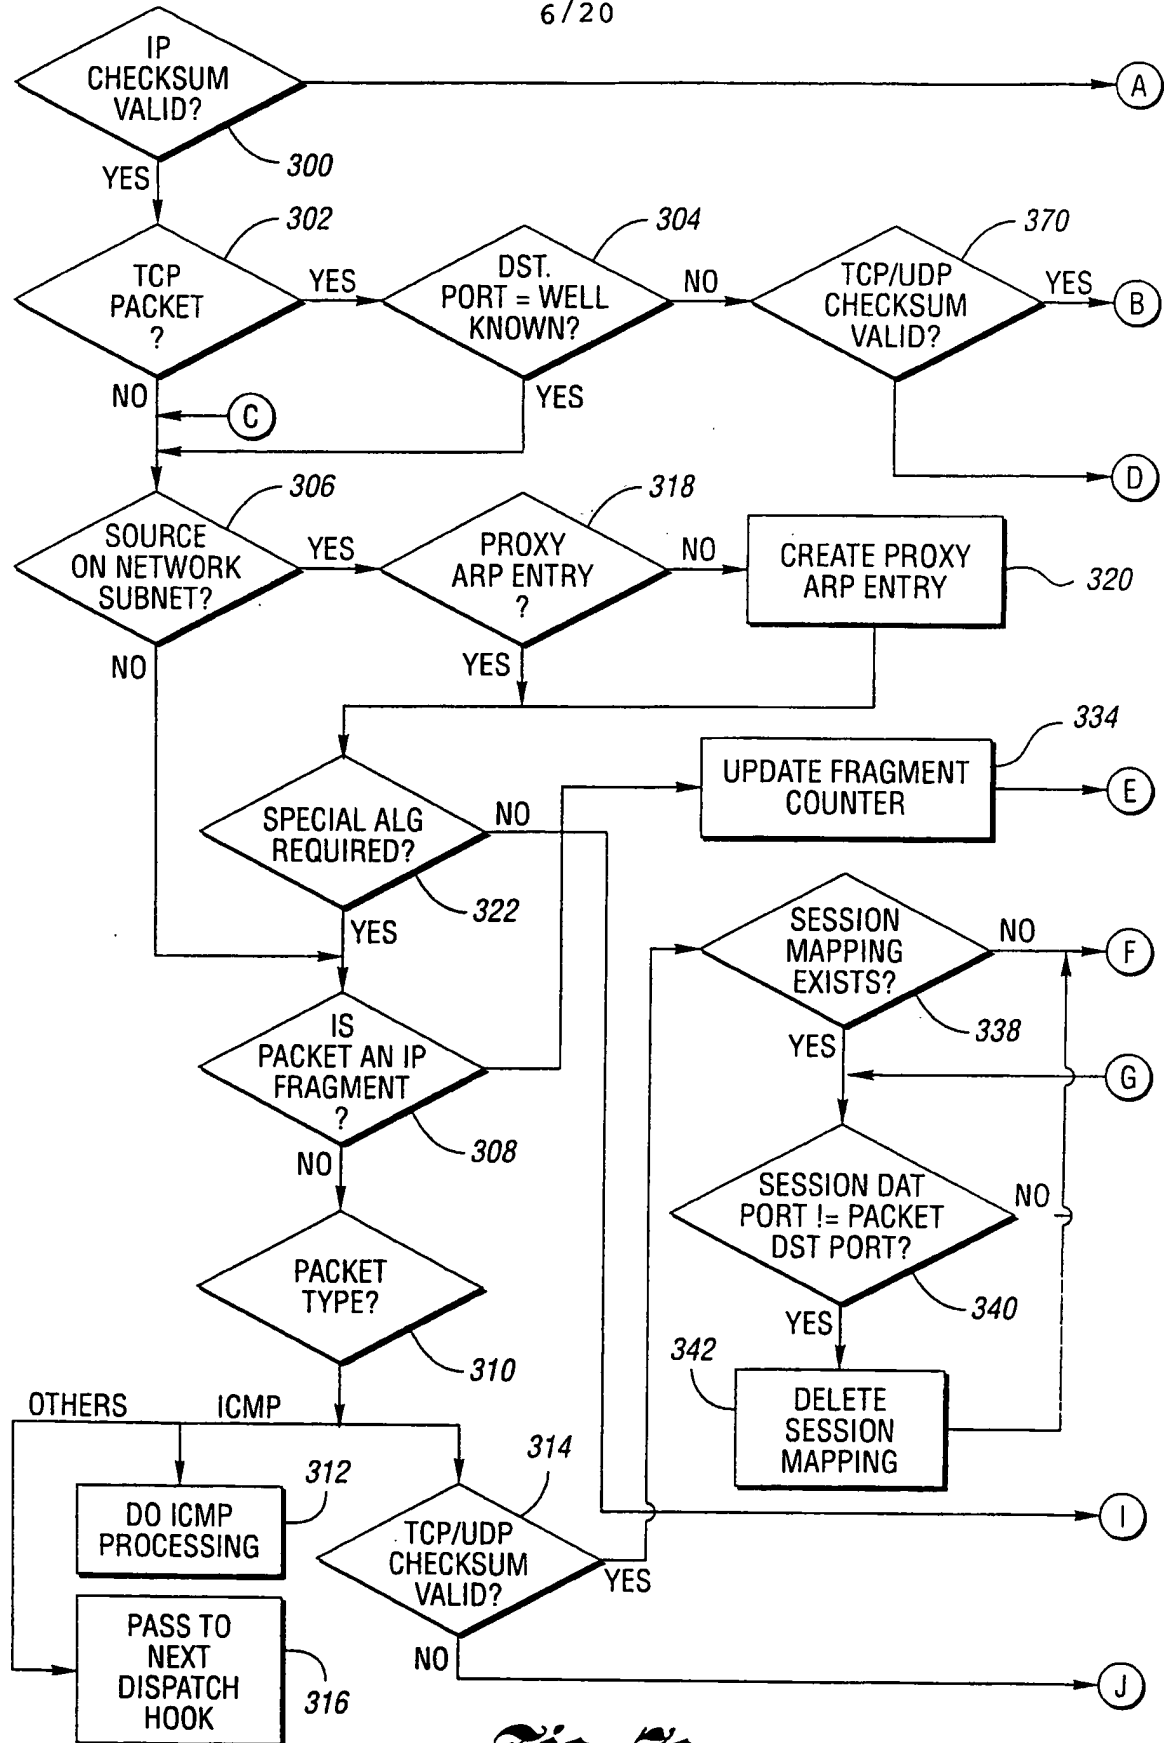 6/20
IP
CHECKSUM
VALID?
A
300
YES
302
304
370
TCP
PACKET
?
YES
DST.
PORT = WELL
KNOWN?
NO
TCP/UDP
CHECKSUM
VALID?
YES
B
NO
YES
C
D
306
318
SOURCE
ON NETWORK
SUBNET?
YES
PROXY
ARP ENTRY
?
NO
CREATE PROXY
ARP ENTRY
320
NO
YES
334
UPDATE FRAGMENT
COUNTER
E
SPECIAL ALG
REQUIRED?
NO
322
YES
SESSION
MAPPING
EXISTS?
NO
F
338
YES
G
IS
PACKET AN IP
FRAGMENT
?
308
NO
SESSION DAT
PORT != PACKET
DST PORT?
NO
340
YES
PACKET
TYPE?
310
342
DELETE
SESSION
MAPPING
OTHERS
ICMP
312
314
DO ICMP
PROCESSING
I
TCP/UDP
CHECKSUM
VALID?
YES
PASS TO
NEXT
DISPATCH
HOOK
316
NO
J